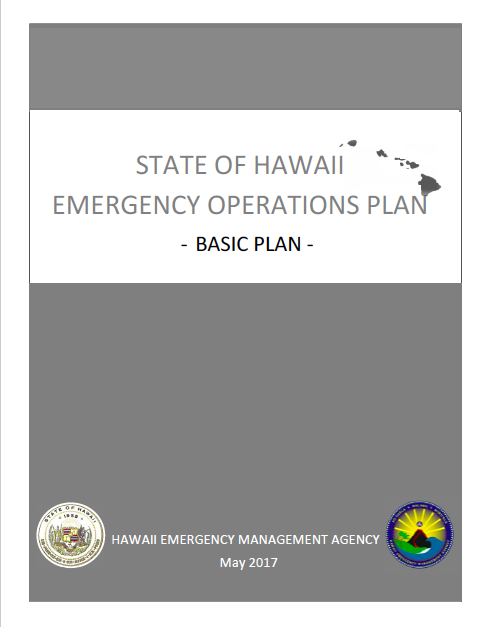 STATE OF HAWAII
EMERGENCY OPERATIONS PLAN
- BASIC PLAN -
STATE OF HAWAII
1959
HAWAII EMERGENCY MANAGEMENT AGENCY
May 2017